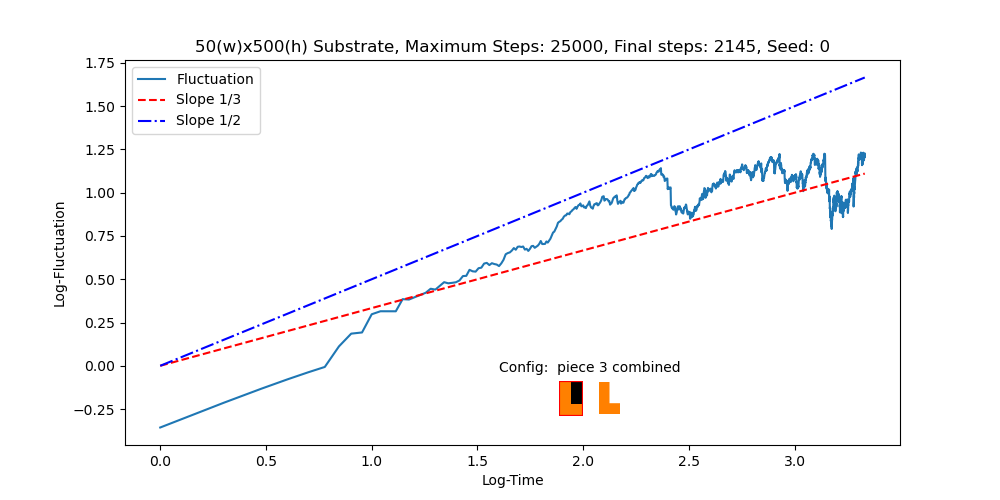 50(w)x500(h) Substrate, Maximum Steps: 25000, Final steps: 2145, Seed: 0
1.75
1.50
1.25
1.00
0.75
0.50
0.25
0.00
−0.25
Log-Fluctuation
Fluctuation
Slope 1/3
Slope 1/2
Config:  piece 3 combined
0.0 0.5 1.0 1.5 2.0 2.5 3.0
Log-Time